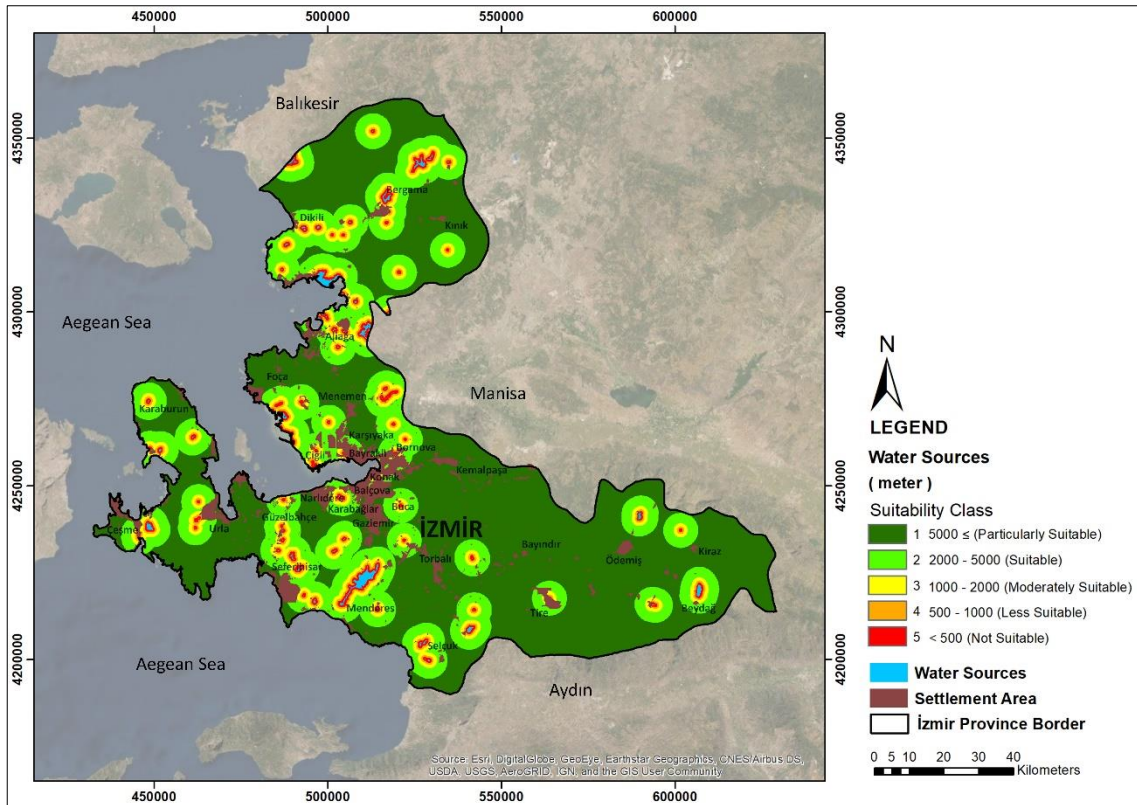 450000 500000 550000 600000
Balıkesir
4350000 4350000
Bergama
Dikili
Kınık
4300000 4300000
Aegean Sea
Aliağa
Foça
Manisa
Menemen
Karaburun
Karşıyaka
Bornova
Çiğli
Bayraklı
Kemalpaşa
Konak
4250000 4250000
Balçova
Narlıdere
Karabağlar
Buca
Çeşme
Urla
Güzelbahçe
Gaziemir
İZMİR
Bayındır
Kiraz
Ödemiş
Torbalı
Seferihisar
Menderes
Tire
Beydağ
Selçuk
4200000 4200000
Aegean Sea
Aydın
Source: Esri, DigitalGlobe, GeoEye, Earthstar Geographics, CNES/Airbus DS,
USDA, USGS, AeroGRID, IGN, and the GIS User Community
450000 500000 550000 600000
N
LEGEND
Water Sources
( meter )
Suitability Class
1 5000 ≤ (Particularly Suitable)
2 2000 - 5000 (Suitable)
3 1000 - 2000 (Moderately Suitable)
4 500 - 1000 (Less Suitable)
5 < 500 (Not Suitable)
Water Sources
Settlement Area
İzmir Province Border
0 5 10 20 30 40
Kilometers